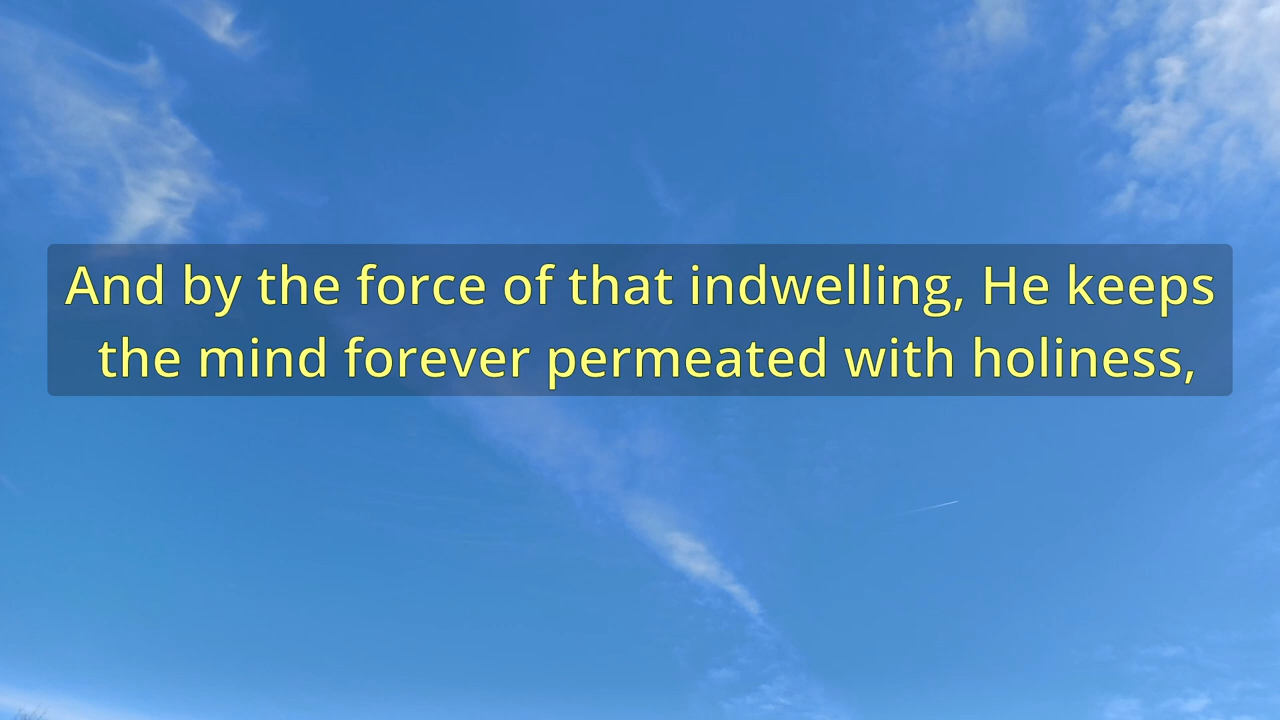 And by the force of that indwelling, He keeps
the mind forever permeated with holiness,